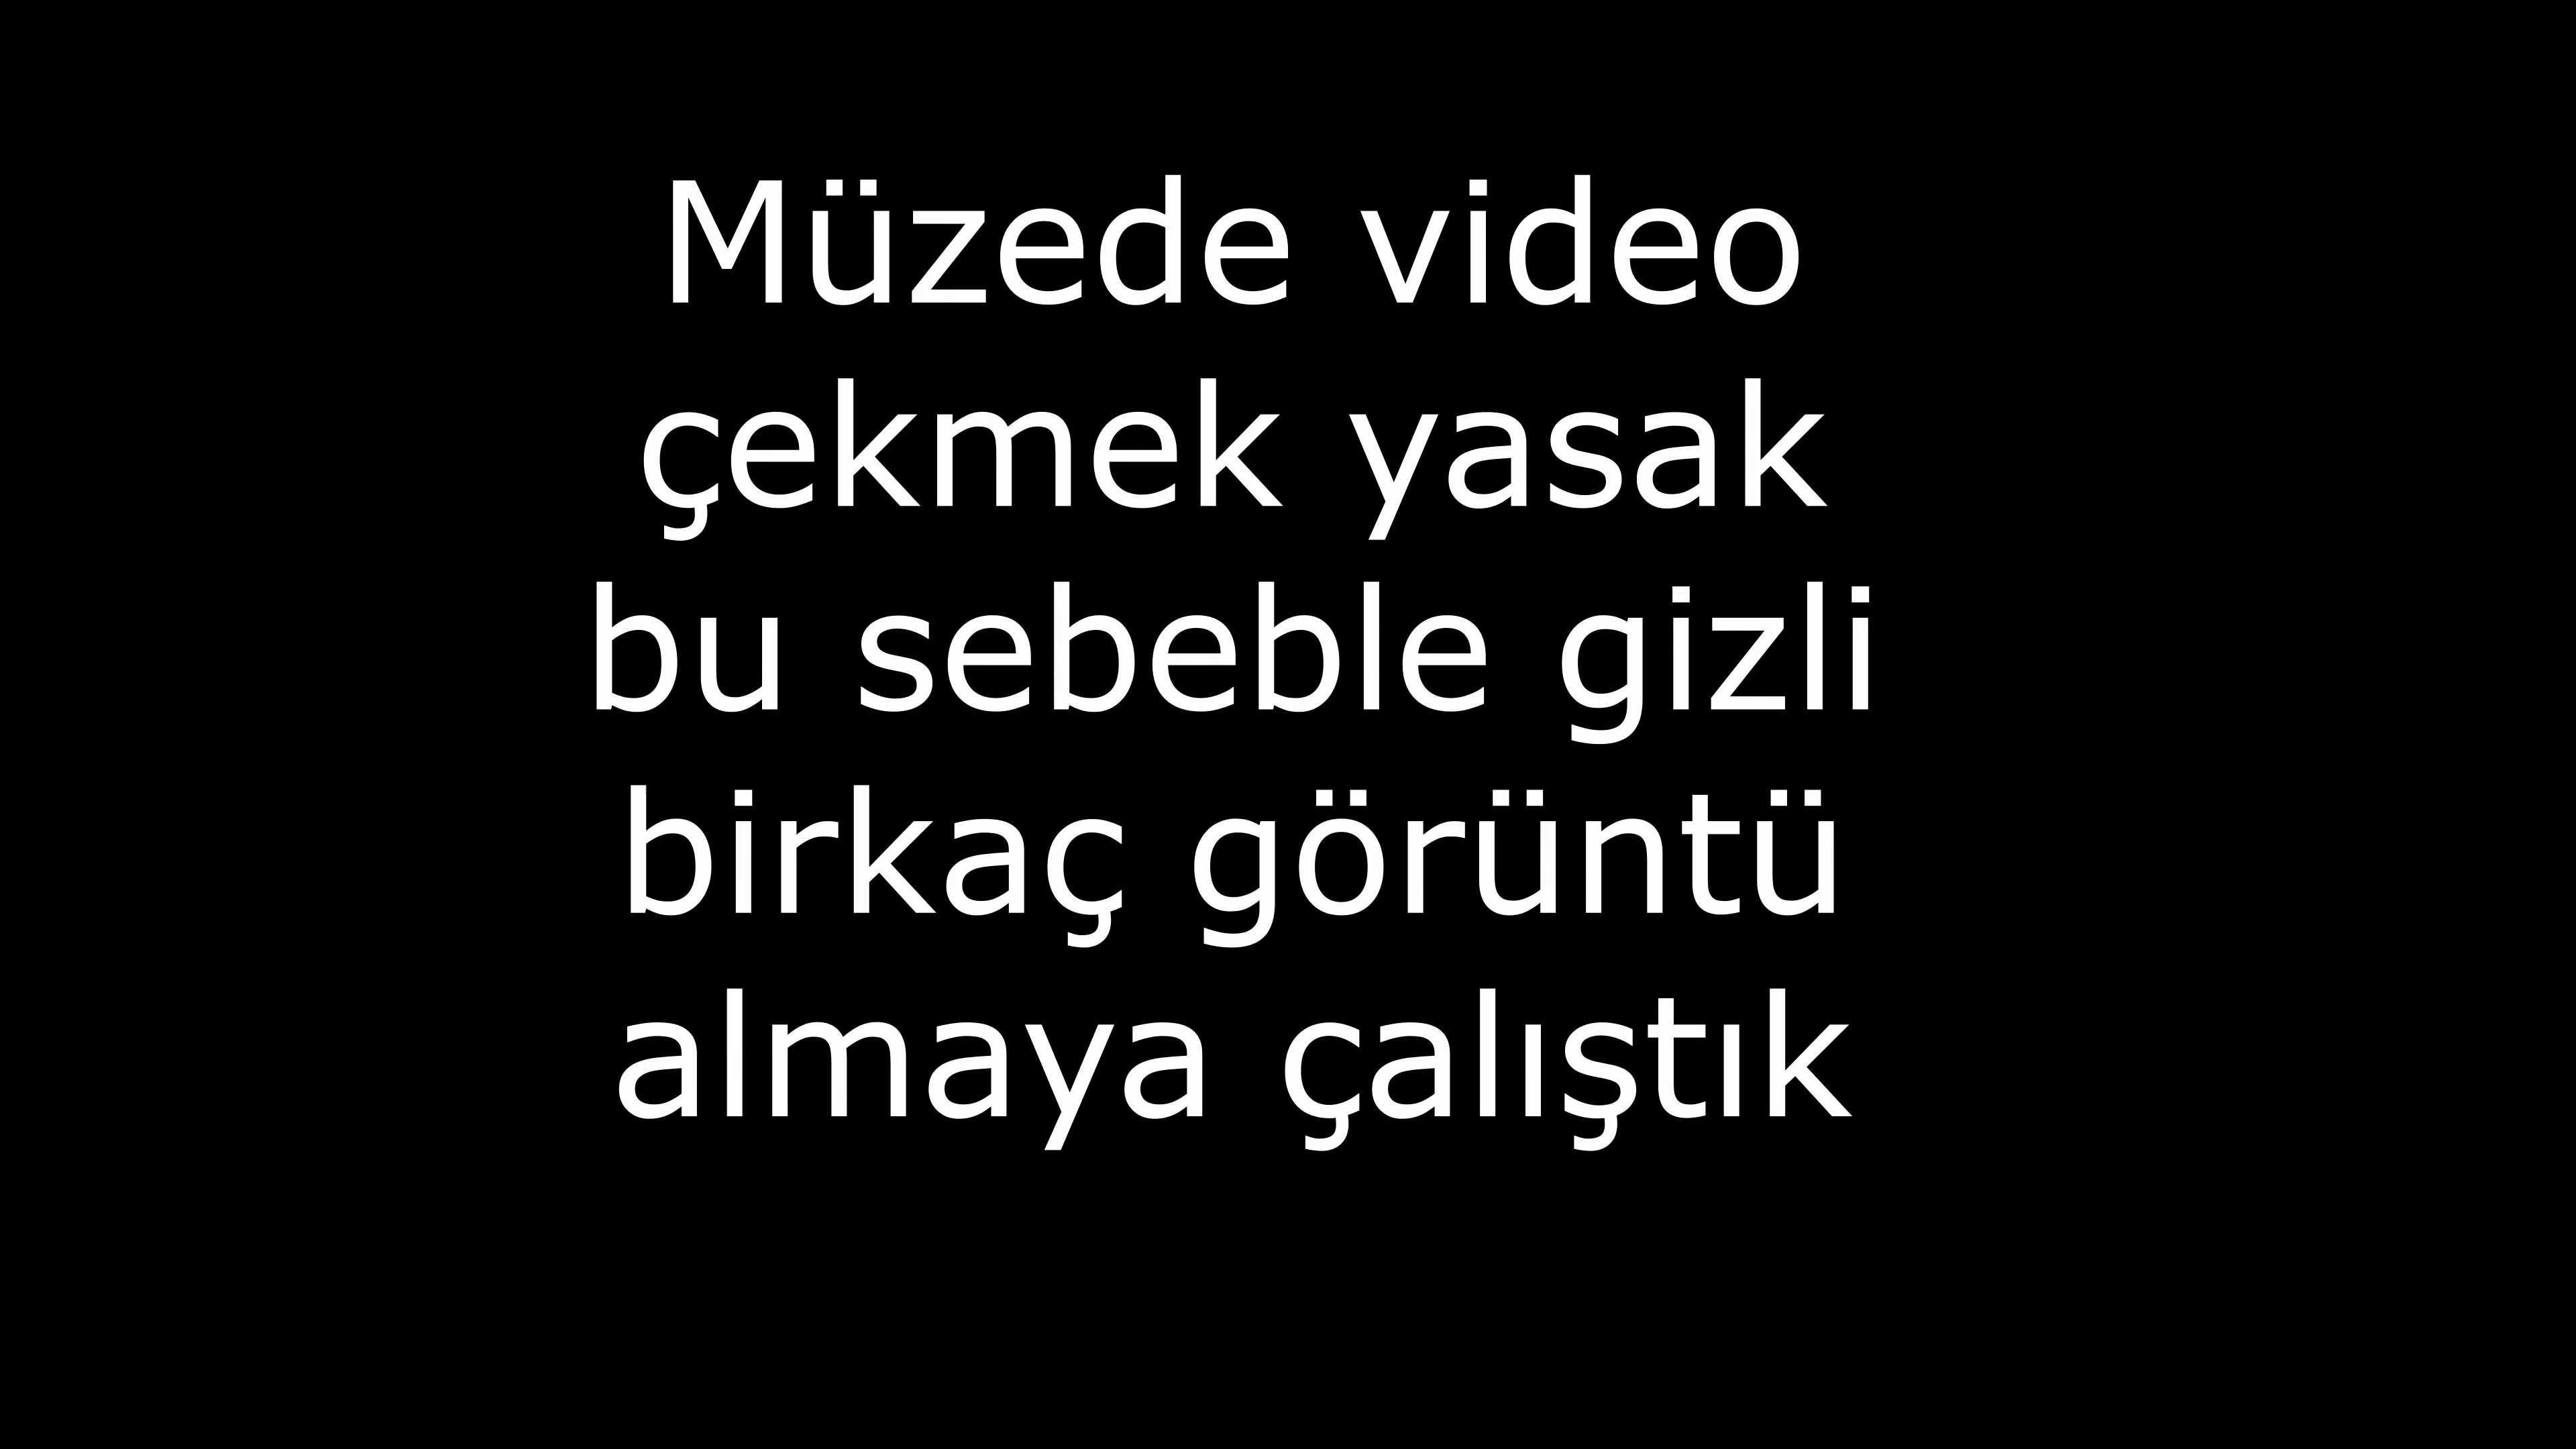 Müzede video
çekmek yasak
bu sebeble gizli
birkaç görüntü
almaya çalıştık